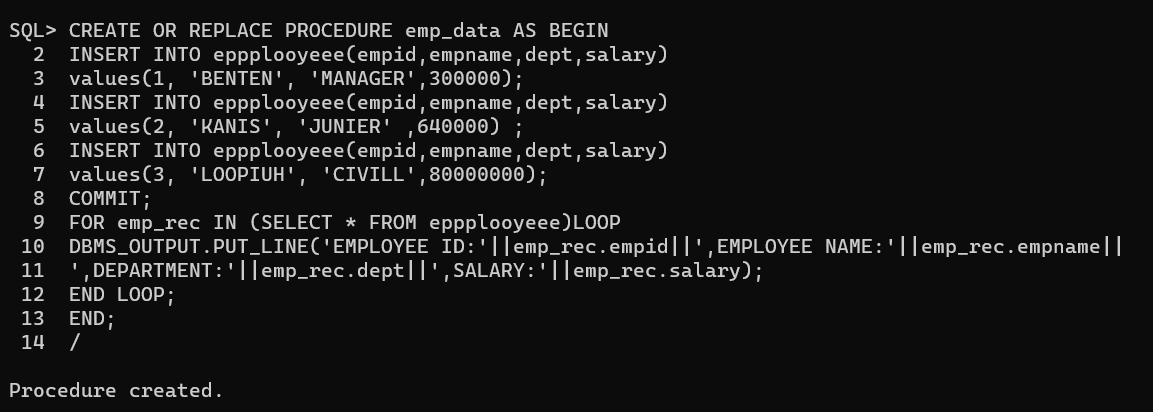 SQL> CREATE OR REPLACE PROCEDURE emp_data AS BEGIN
  2  INSERT INTO eppplooyeee(empid,empname,dept,salary)
  3  values(1, 'BENTEN', 'MANAGER',300000);
  4  INSERT INTO eppplooyeee(empid,empname,dept,salary)
  5  values(2, 'KANIS', 'JUNIER' ,640000) ;
  6  INSERT INTO eppplooyeee(empid,empname,dept,salary)
  7  values(3, 'LOOPIUH', 'CIVILL',80000000);
  8  COMMIT;
  9  FOR emp_rec IN (SELECT * FROM eppplooyeee)LOOP
 10  DBMS_OUTPUT.PUT_LINE('EMPLOYEE ID:'||emp_rec.empid||',EMPLOYEE NAME:'||emp_rec.empname||
 11  ',DEPARTMENT:'||emp_rec.dept||',SALARY:'||emp_rec.salary);
 12  END LOOP;
 13  END;
 14  /
Procedure created.